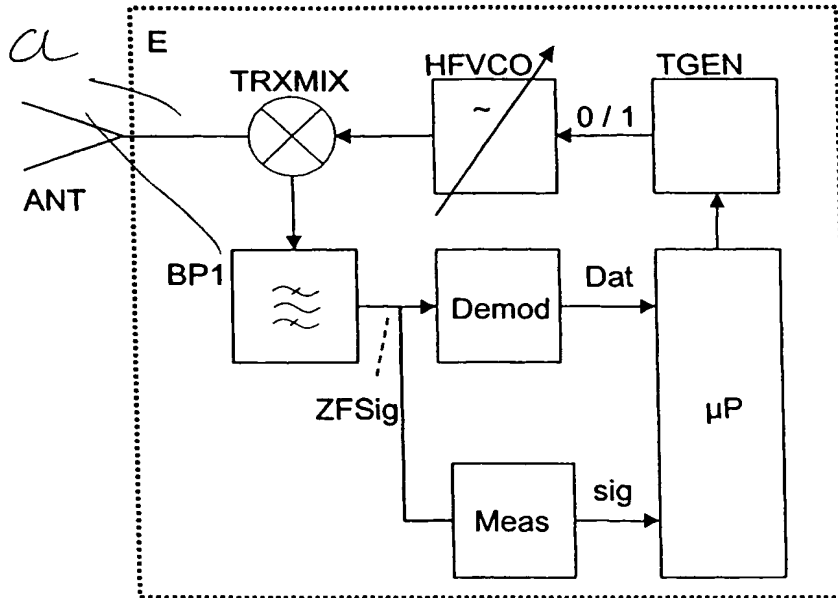 a
E
TRXMIX
HFVCO
TGEN
~
0 / 1
ANT
BP1
Demod
Dat
ZFSig
µP
Meas
sig